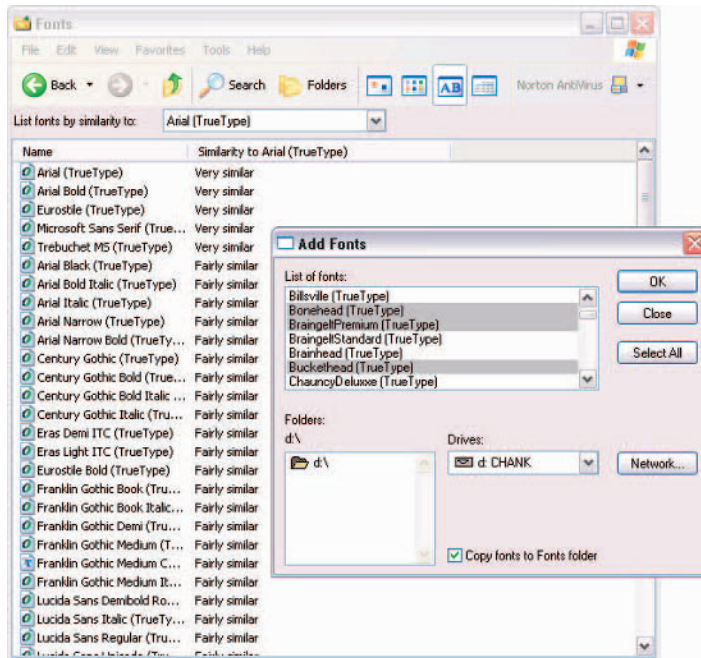 Fonts
File Edit View Favorites Tools Help
Back Search Folders Norton AntiVirus
List fonts by similarity to: Arial (TrueType)
Name Similarity to Arial (TrueType)
Arial (TrueType) Very similar
Arial Bold (TrueType) Very similar
Eurostile (TrueType) Very similar
Microsoft Sans Serif (True... Very similar
Trebuchet MS (TrueType) Very similar
Arial Black (TrueType) Fairly similar
Arial Bold Italic (TrueType) Fairly similar
Arial Italic (TrueType) Fairly similar
Arial Narrow (TrueType) Fairly similar
Arial Narrow Bold (TrueTy... Fairly similar
Century Gothic (TrueType) Fairly similar
Century Gothic Bold (True... Fairly similar
Century Gothic Bold Italic ... Fairly similar
Century Gothic Italic (Tru... Fairly similar
Eras Demi ITC (TrueType) Fairly similar
Eras Light ITC (TrueType) Fairly similar
Eurostile Bold (TrueType) Fairly similar
Franklin Gothic Book (Tru... Fairly similar
Franklin Gothic Book Italic... Fairly similar
Franklin Gothic Demi (Tru... Fairly similar
Franklin Gothic Medium (T... Fairly similar
Franklin Gothic Medium C... Fairly similar
Franklin Gothic Medium It... Fairly similar
Lucida Sans Demibold Ro... Fairly similar
Lucida Sans Italic (TrueTy... Fairly similar
Lucida Sans Regular (Tru... Fairly similar
Add Fonts
List of fonts:
Billsville (TrueType)
Bonehead (TrueType)
BraingeltPremium (TrueType)
BraingeltStandard (TrueType)
Brainhead (TrueType)
Buckethead (TrueType)
ChauncyDeluxxe (TrueType)
OK
Close
Select All
Folders:
d:\
d:\
Drives:
d: CHANK
Network...
Copy fonts to Fonts folder